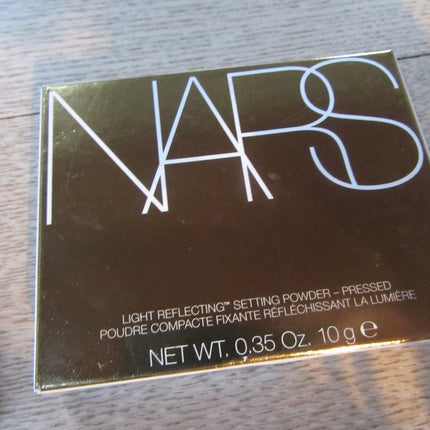 NARS
LIGHT REFLECTING™ SETTING POWDER – PRESSED
POUDRE COMPACTE FIXANTE RÉFLÉCHISSANT LA LUMIÈRE
NET WT. 0,35 Oz. 10 g ℮